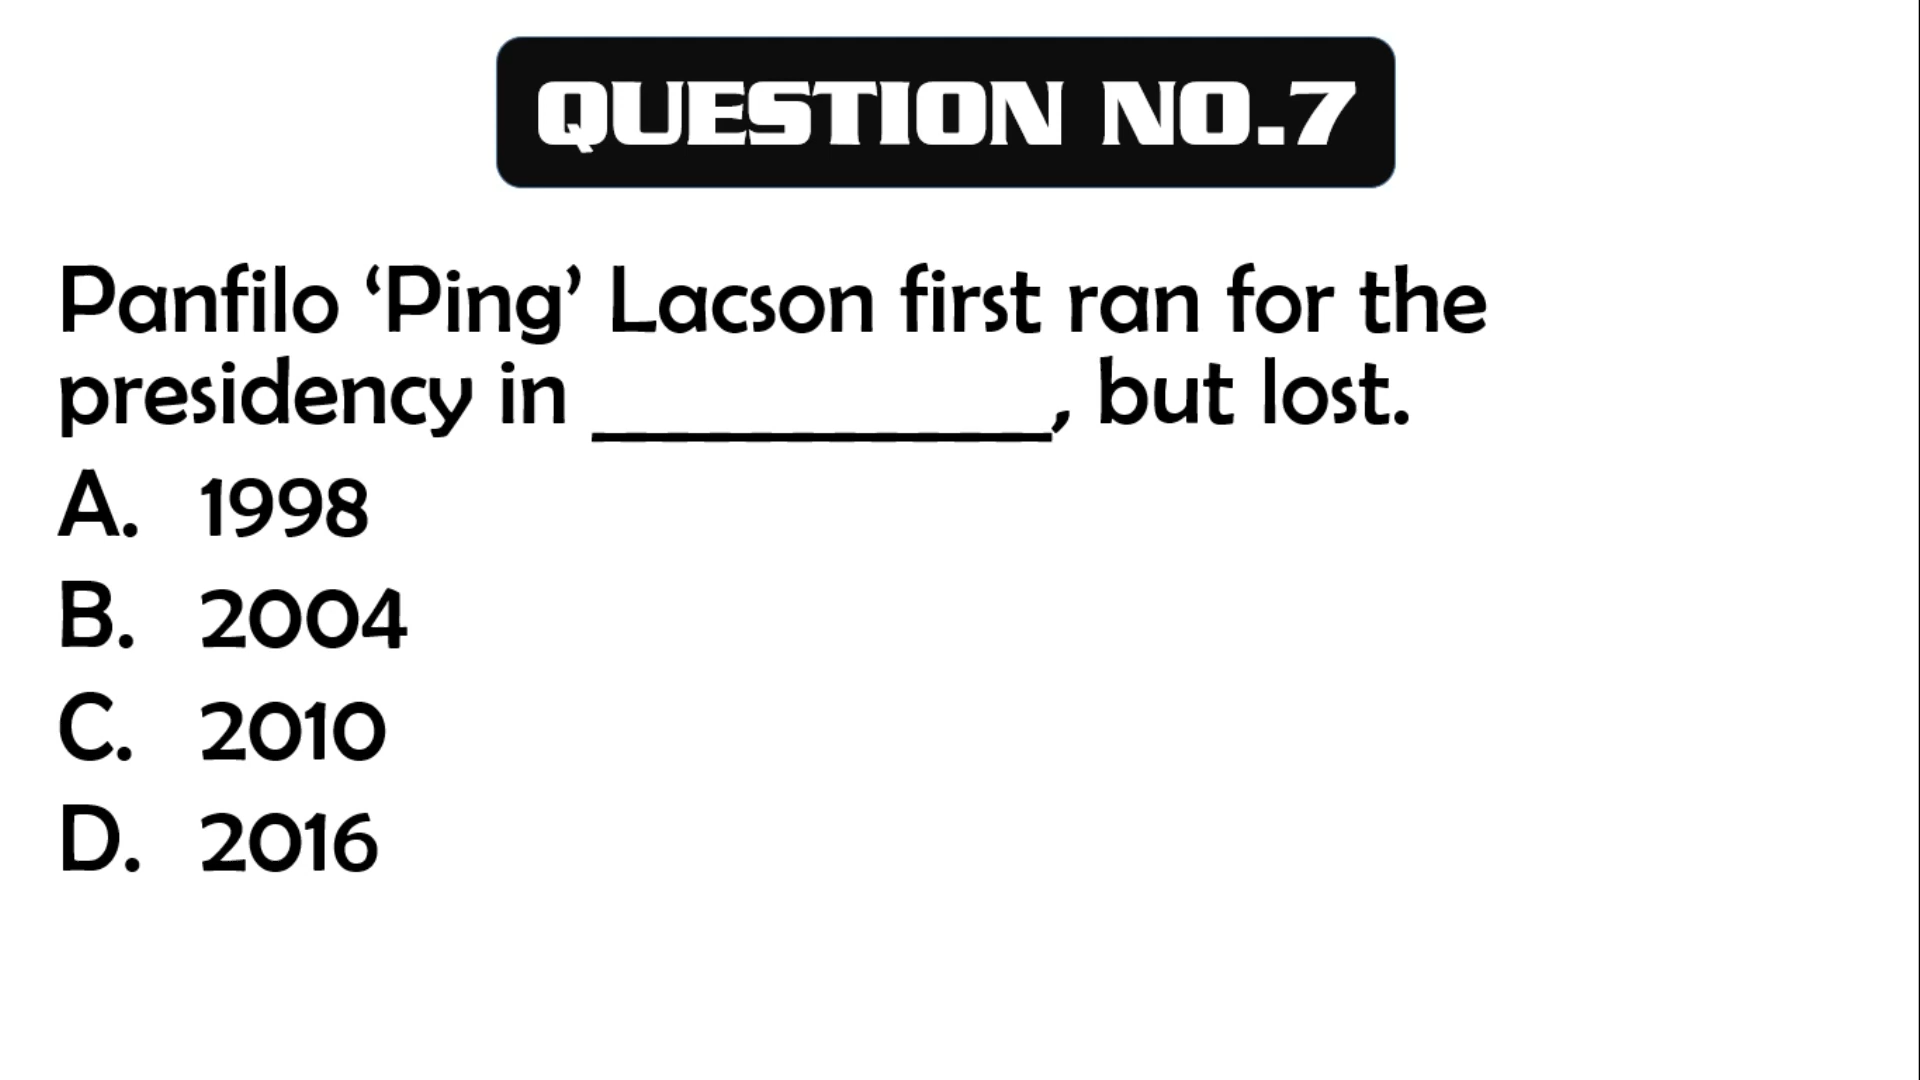 QUESTION NO.7
Panfilo ‘Ping’ Lacson first ran for the
presidency in ___________, but lost.
A. 1998
B. 2004
C. 2010
D. 2016